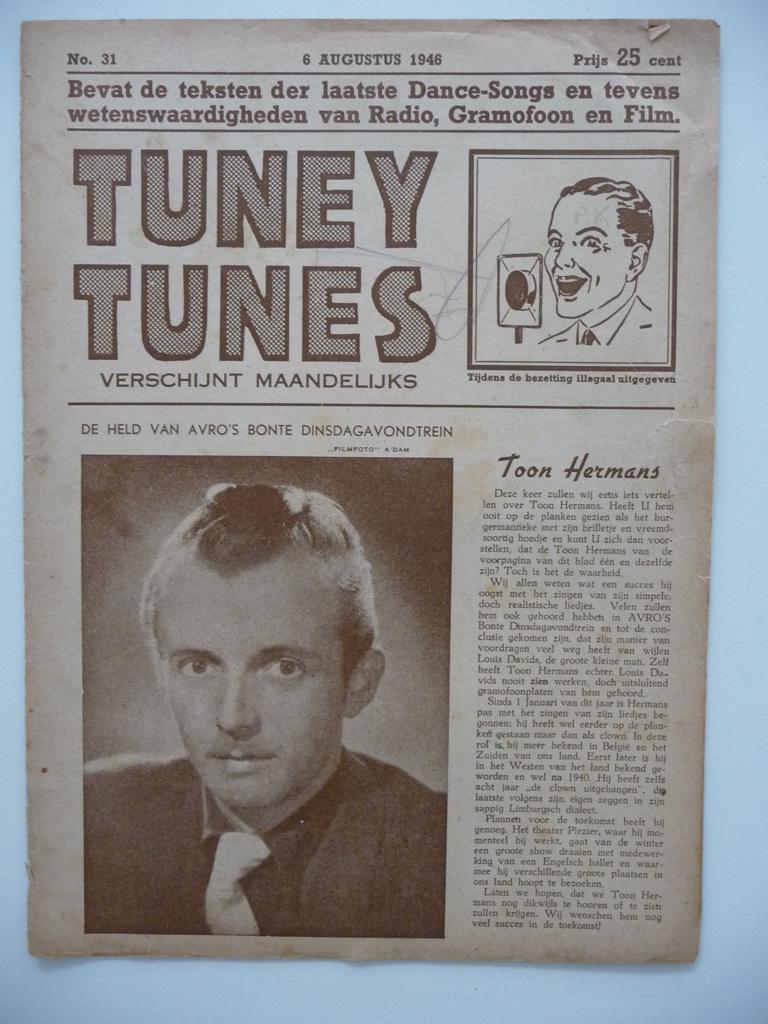 No. 31 6 AUGUSTUS 1946 Prijs 25 cent
Bevat de teksten der laatste Dance-Songs en tevens
wetenswaardigheden van Radio, Gramofoon en Film.
TUNEY
TUNES
VERSCHIJNT MAANDELIJKS
P.K
Tijdens de bezetting illegaal uitgegeven
DE HELD VAN AVRO'S BONTE DINSDAGAVONDTREIN
„FILMFOTO" A'DAM
Toon Hermans
Deze keer zullen wij eens iets vertel-
len over Toon Hermans. Heeft U hem
ooit op de planken gezien als het bur-
germanneke met zijn brilletje en vreemd-
soortig hoedje en kunt U zich dan voor-
stellen, dat de Toon Hermans van de
voorpagina van dit blad één en dezelfde
zijn? Toch is het de waarheid.
Wij allen weten wat een succes hij
oogst met het zingen van zijn simpele,
doch realistische liedjes. Velen zullen
hem ook gehoord hebben in AVRO'S
Bonte Dinsdagavondtrein en tot de con-
clusie gekomen zijn, dat zijn manier van
voordragen veel weg heeft van wijlen
Louis Davids, de groote kleine man. Zelf
heeft Toon Hermans echter Louis Da-
vids nooit zien werken, doch uitsluitend
gramofoonplaten van hem gehoord.
Sinds 1 Januari van dit jaar is Hermans
pas met het zingen van zijn liedjes be-
gonnen; hij heeft wel eerder op de plan-
ken gestaan maar dan als clown. In deze
rol is hij meer bekend in België en het
Zuiden van ons land. Eerst later is hij
in het Westen van het land bekend ge-
worden en wel na 1940. Hij heeft zelfs
acht jaar „de clown uitgehangen", dit
laatste volgens zijn eigen zeggen in zijn
sappig Limburgsch dialect.
Plannen voor de toekomst heeft hij
genoeg. Het theater Plezier, waar hij mo-
menteel bij werkt, gaat van de winter
een groote show draaien met medewer-
king van een Engelsch ballet en waar-
mee hij verschillende groote plaatsen in
ons land hoopt te bezoeken.
Laten we hopen, dat we Toon Her-
mans nog dikwijls te hooren of te zien
zullen krijgen. Wij wenschen hem nog
veel succes in de toekomst!